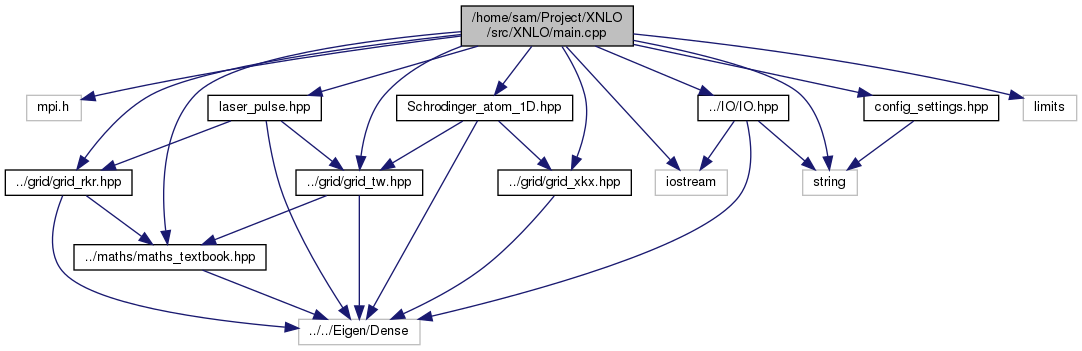 /home/sam/Project/XNLO
/src/XNLO/main.cpp
mpi.h
laser_pulse.hpp
Schrodinger_atom_1D.hpp
../IO/IO.hpp
config_settings.hpp
limits
../grid/grid_rkr.hpp
../grid/grid_tw.hpp
../grid/grid_xkx.hpp
iostream
string
../maths/maths_textbook.hpp
../../Eigen/Dense